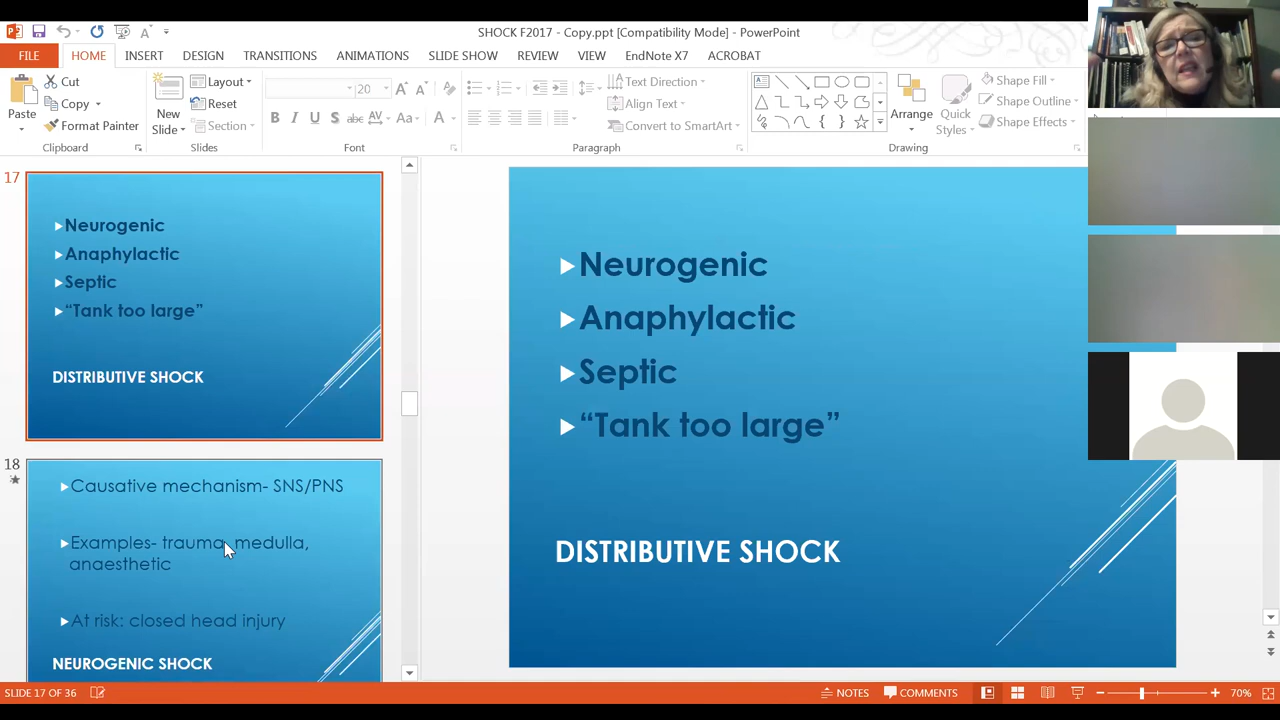 SHOCK F2017 - Copy.ppt [Compatibility Mode] - PowerPoint
FILE HOME INSERT DESIGN TRANSITIONS ANIMATIONS SLIDE SHOW REVIEW VIEW EndNote X7 ACROBAT
Paste
Cut
Copy
Format Painter
Clipboard
New
Slide
Layout
Reset
Slides
20
B I U S abc AV Aa A
Font
Text Direction
Align Text
Convert to SmartArt
Paragraph
Arrange
Quick
Styles
Shape Fill
Shape Outline
Shape Effects
Drawing
17
Neurogenic
Anaphylactic
Septic
“Tank too large”
DISTRIBUTIVE SHOCK
18
Causative mechanism- SNS/PNS
Examples- trauma, medulla,
anaesthetic
At risk: closed head injury
NEUROGENIC SHOCK
Neurogenic
Anaphylactic
Septic
“Tank too large”
DISTRIBUTIVE SHOCK
SLIDE 17 OF 36
NOTES COMMENTS
70%